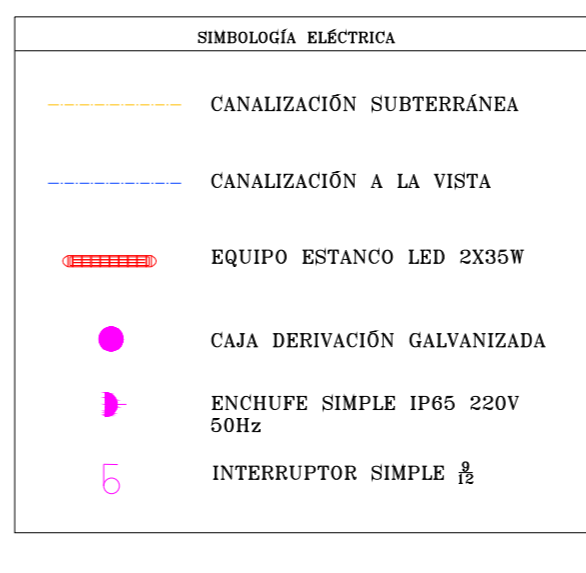 SIMBOLOGÍA ELÉCTRICA
CANALIZACIÓN SUBTERRÁNEA
CANALIZACIÓN A LA VISTA
EQUIPO ESTANCO LED 2X35W
CAJA DERIVACIÓN GALVANIZADA
ENCHUFE SIMPLE IP65 220V
50Hz
INTERRUPTOR SIMPLE 9/12